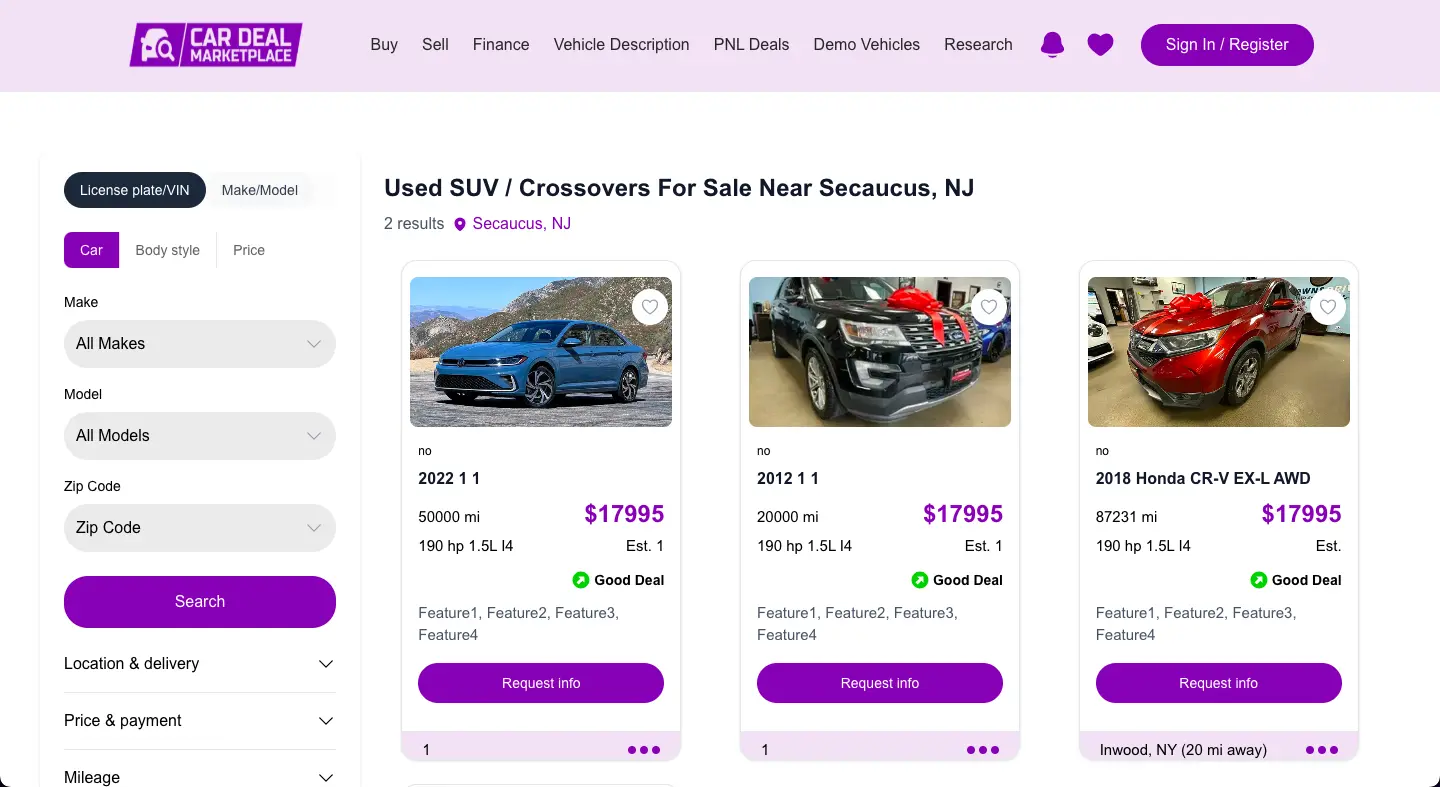 CAR DEAL
MARKETPLACE
Buy Sell Finance Vehicle Description PNL Deals Demo Vehicles Research Sign In / Register
License plate/VIN Make/Model
Car Body style Price
Make
All Makes
Model
All Models
Zip Code
Zip Code
Search
Location & delivery
Price & payment
Mileage
Used SUV / Crossovers For Sale Near Secaucus, NJ
2 results Secaucus, NJ
no
2022 1 1
50000 mi $17995
190 hp 1.5L I4 Est. 1
Good Deal
Feature1, Feature2, Feature3,
Feature4
Request info
1
no
2012 1 1
20000 mi $17995
190 hp 1.5L I4 Est. 1
Good Deal
Feature1, Feature2, Feature3,
Feature4
Request info
1
no
2018 Honda CR-V EX-L AWD
87231 mi $17995
190 hp 1.5L I4 Est.
Good Deal
Feature1, Feature2, Feature3,
Feature4
Request info
Inwood, NY (20 mi away)